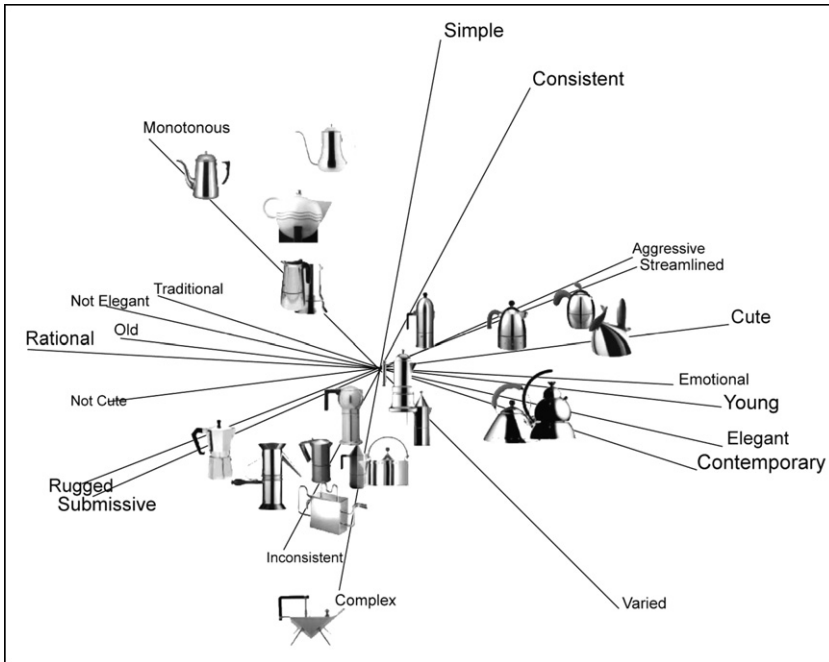 Simple
Consistent
Monotonous
Aggressive
Streamlined
Traditional
Not Elegant
Cute
Old
Rational
Emotional
Not Cute
Young
Elegant
Contemporary
Rugged
Submissive
Inconsistent
Complex
Varied